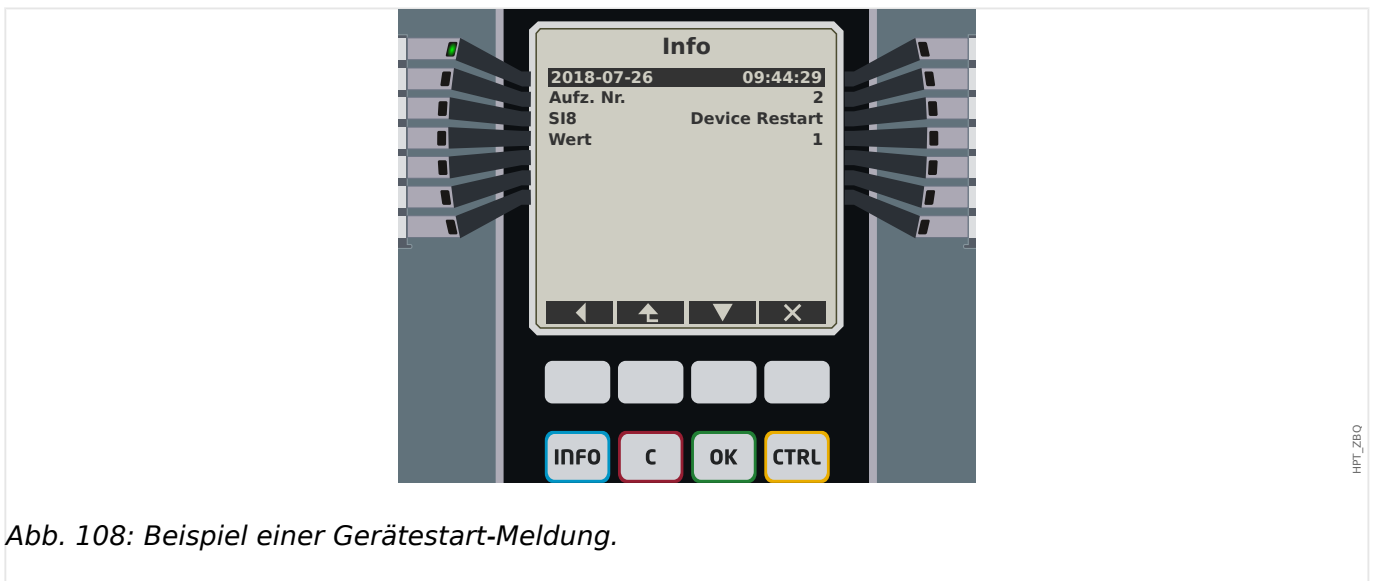 Info
2018-07-26 09:44:29
Aufz. Nr. 2
SI8 Device Restart
Wert 1
INFO C OK CTRL
HPT_ZBQ
Abb. 108: Beispiel einer Gerätestart-Meldung.